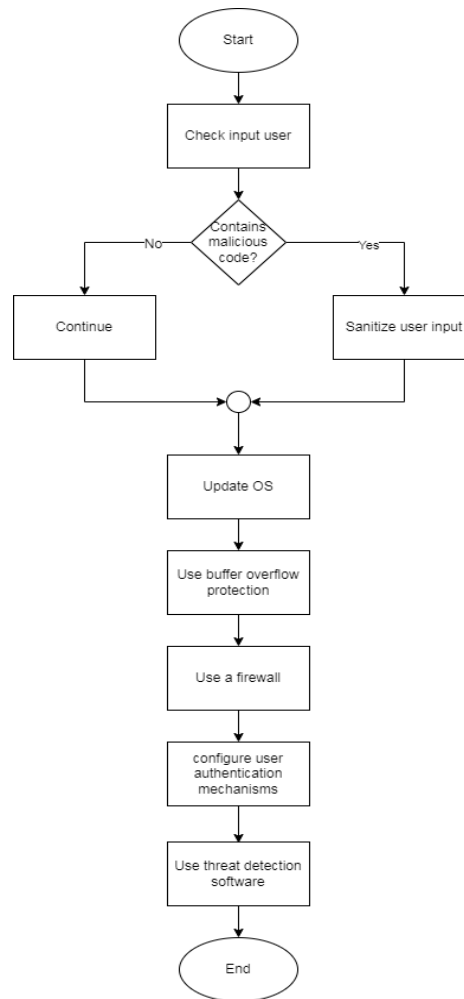 Start
Check input user
Contains
malicious
code?
No
Yes
Continue
Sanitize user input
Update OS
Use buffer overflow
protection
Use a firewall
configure user
authentication
mechanisms
Use threat detection
software
End